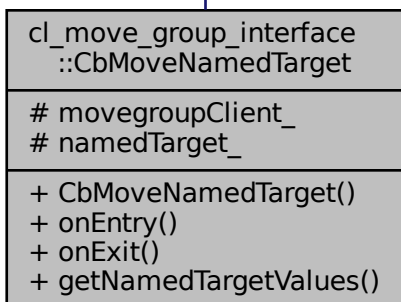 cl_move_group_interface
::CbMoveNamedTarget
# movegroupClient_
# namedTarget_
+ CbMoveNamedTarget()
+ onEntry()
+ onExit()
+ getNamedTargetValues()